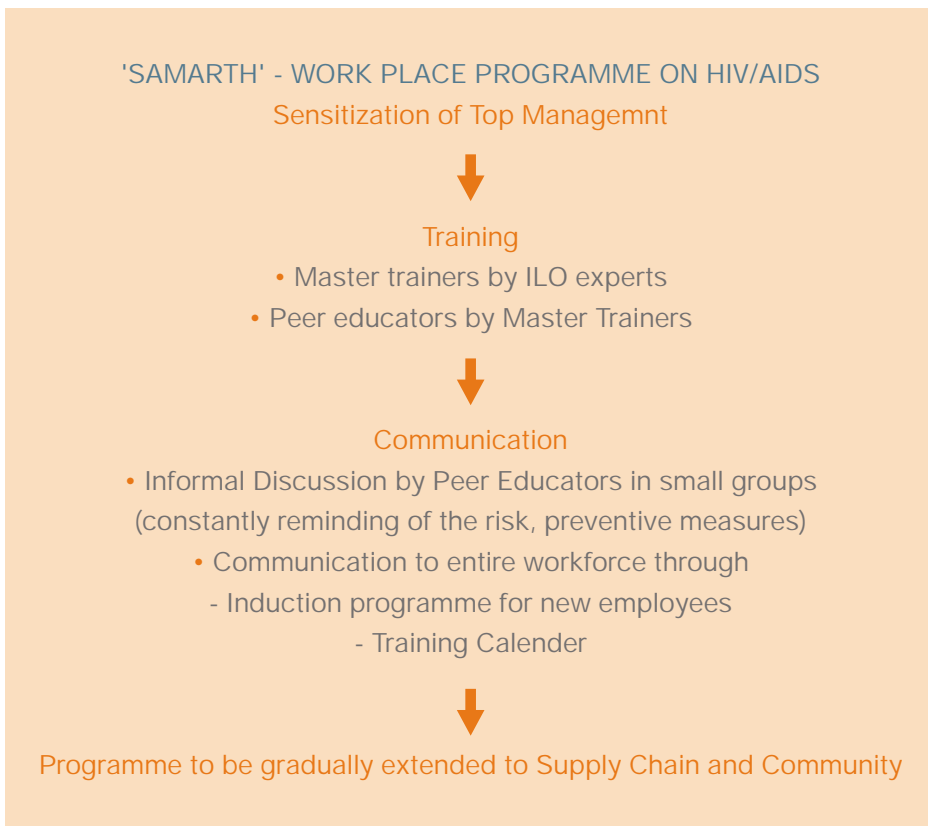 'SAMARTH' - WORK PLACE PROGRAMME ON HIV/AIDS
Sensitization of Top Managemnt
Training
• Master trainers by ILO experts
• Peer educators by Master Trainers
Communication
• Informal Discussion by Peer Educators in small groups
(constantly reminding of the risk, preventive measures)
• Communication to entire workforce through
- Induction programme for new employees
- Training Calender
Programme to be gradually extended to Supply Chain and Community